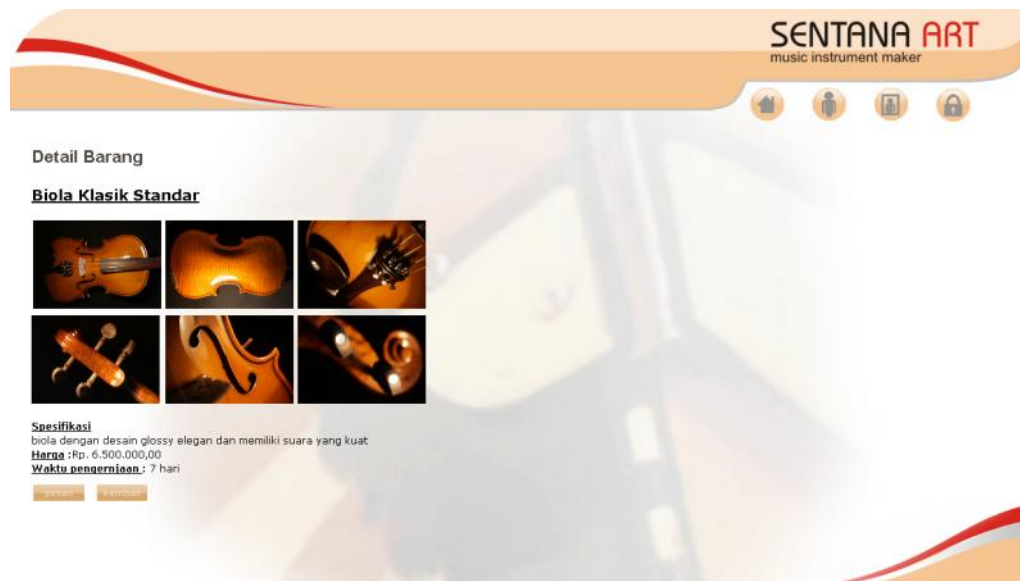 SENTANA ART
music instrument maker
Detail Barang
Biola Klasik Standar
Spesifikasi
biola dengan desain glossy elegan dan memiliki suara yang kuat
Harga :Rp. 6.500.000,00
Waktu pengerjaan : 7 hari
pesan kembali